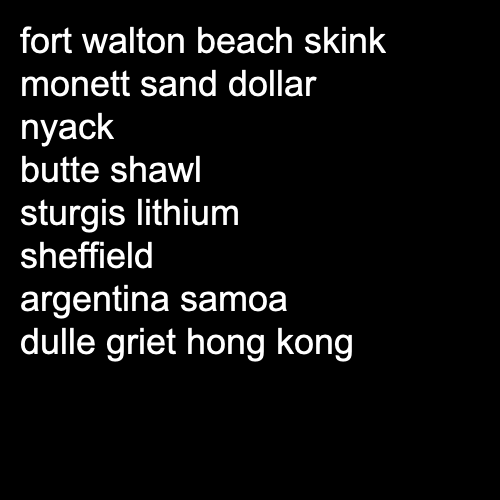 fort walton beach skink
monett sand dollar
nyack
butte shawl
sturgis lithium
sheffield
argentina samoa
dulle griet hong kong